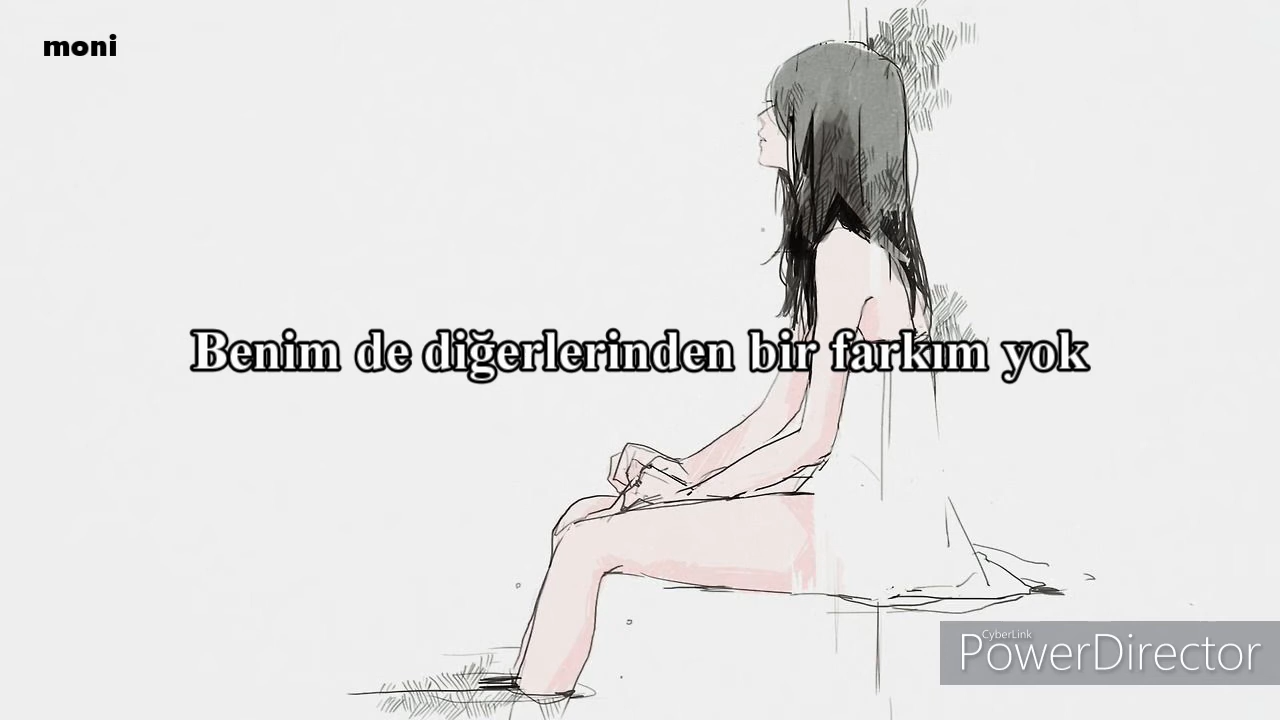 moni
Benim de diğerlerinden bir farkım yok
CyberLink
PowerDirector